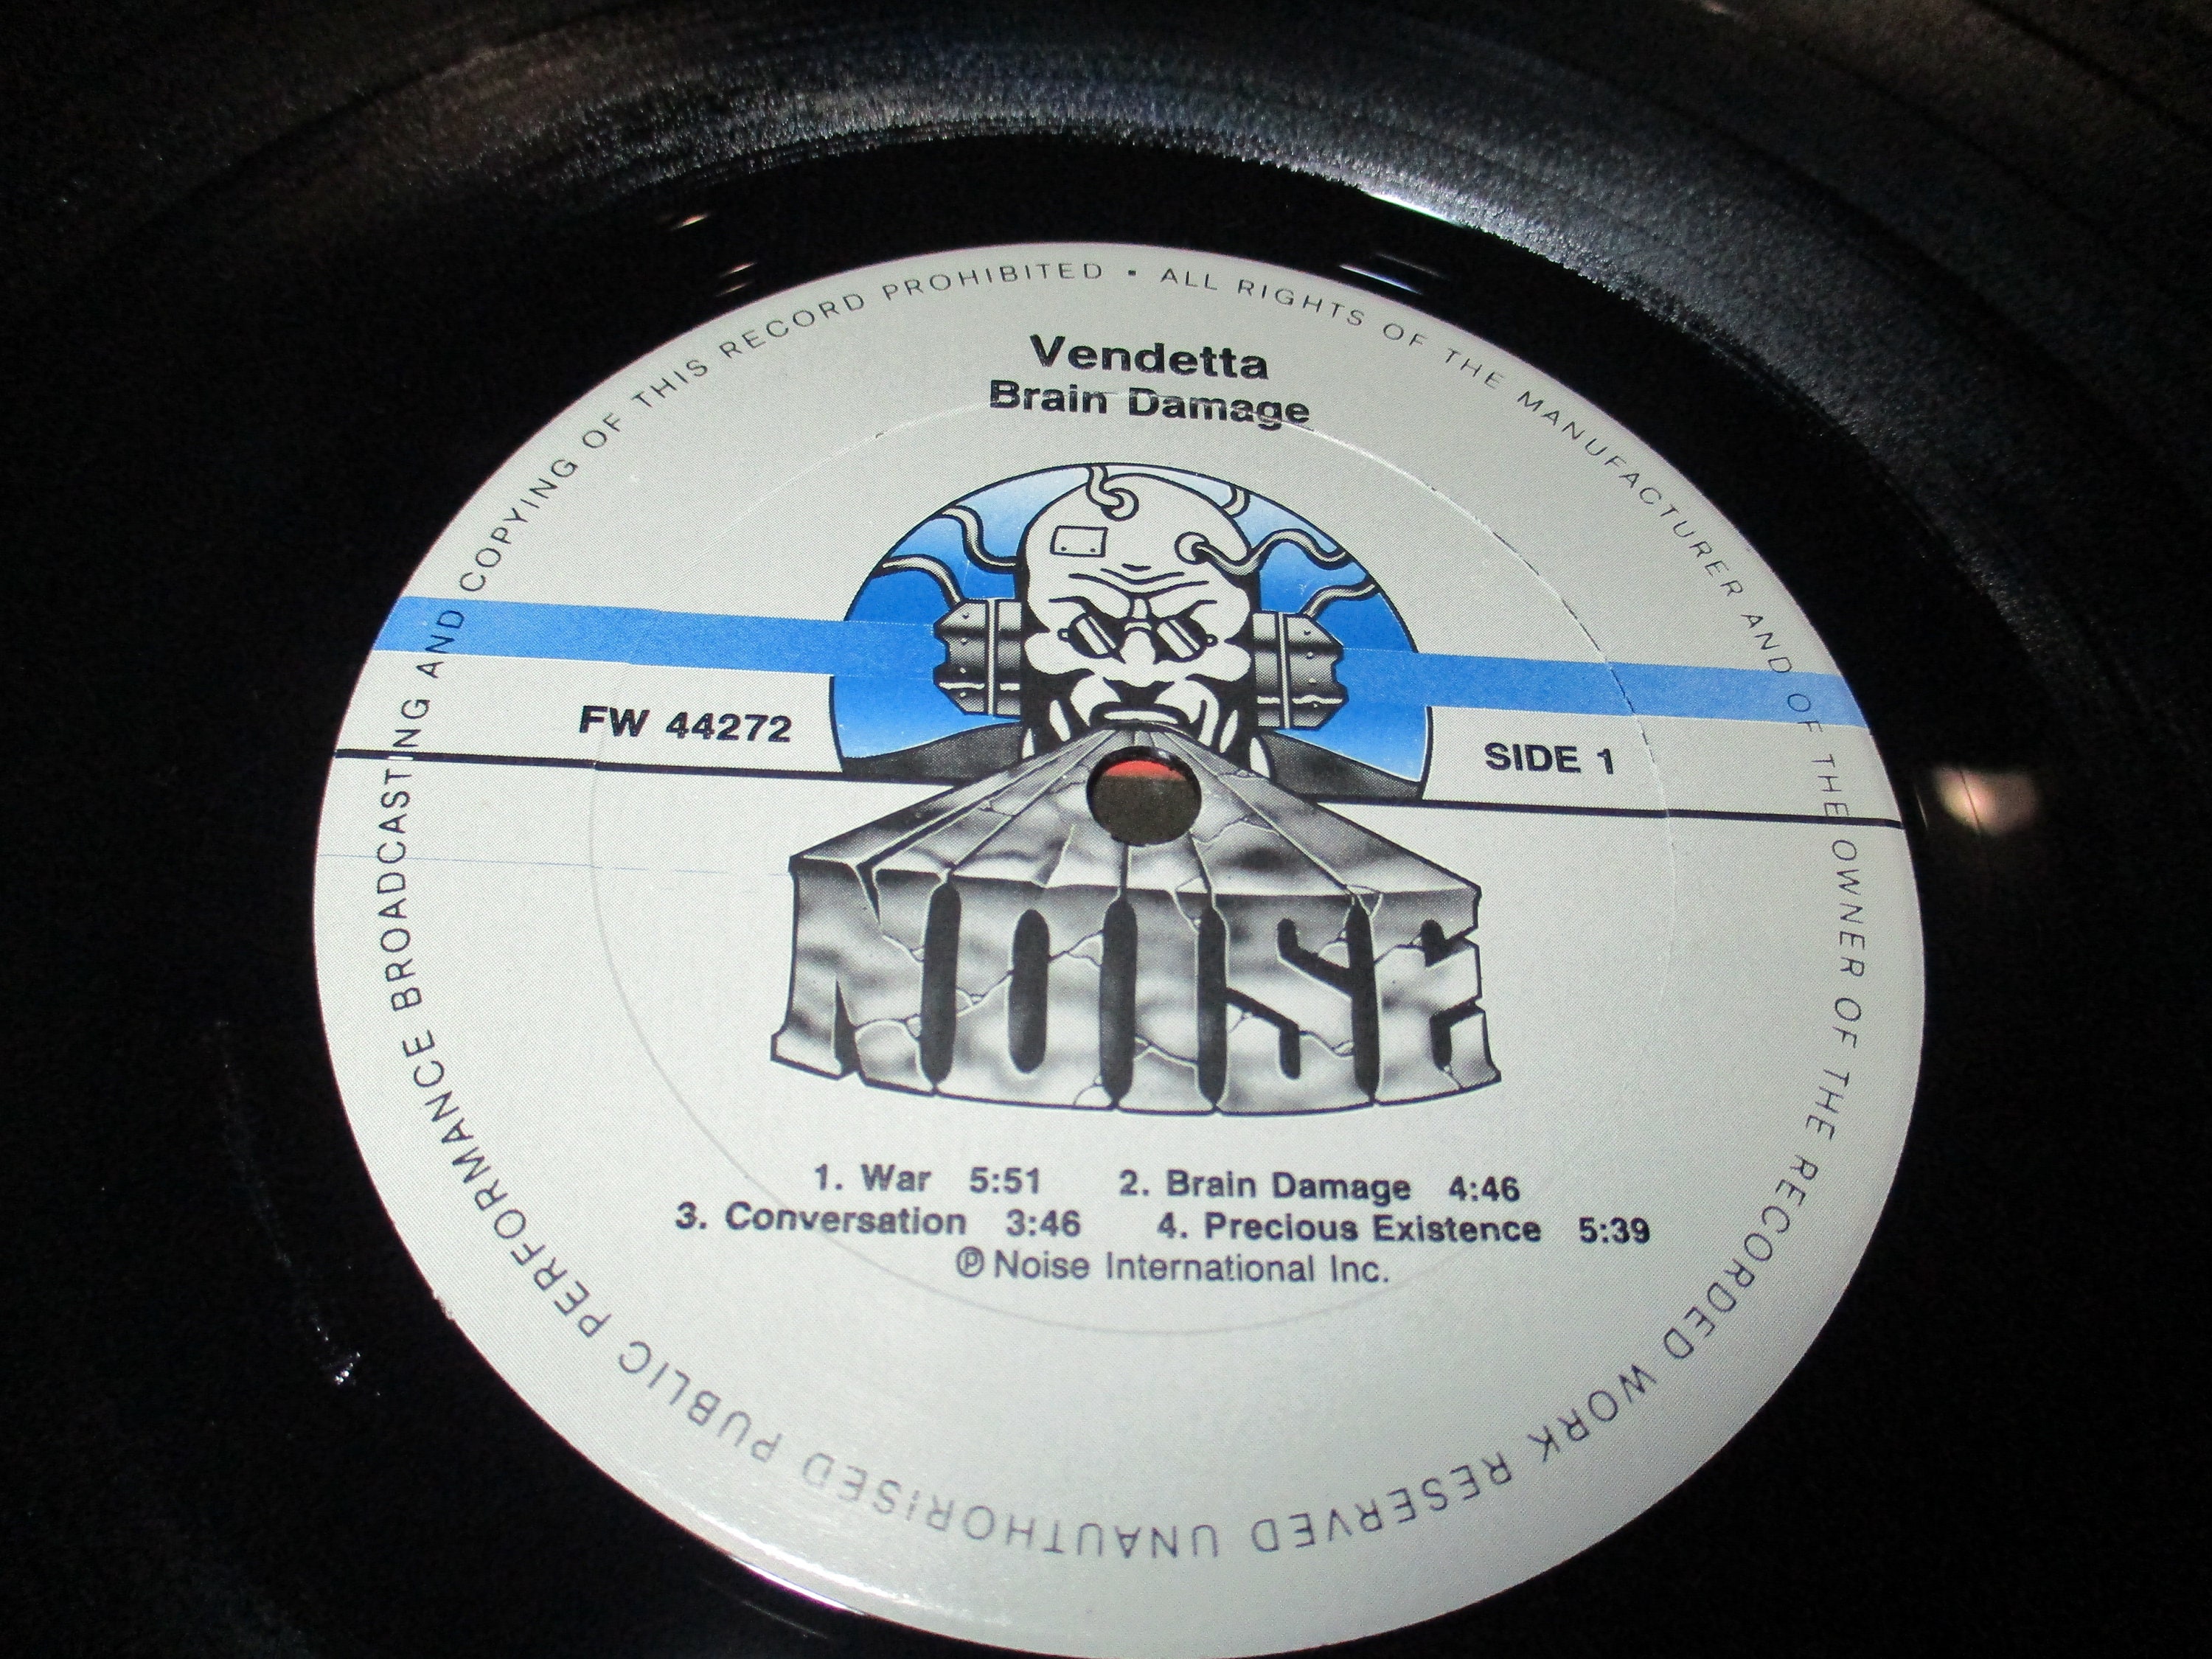 Vendetta
Brain Damage
FW 44272
SIDE 1
NOISE
1. War 5:51 2. Brain Damage 4:46
3. Conversation 3:46 4. Precious Existence 5:39
℗ Noise International Inc.
ALL RIGHTS OF THE MANUFACTURER AND OF THE OWNER OF THE RECORDED WORK RESERVED UNAUTHORISED PUBLIC PERFORMANCE BROADCASTING AND COPYING OF THIS RECORD PROHIBITED •